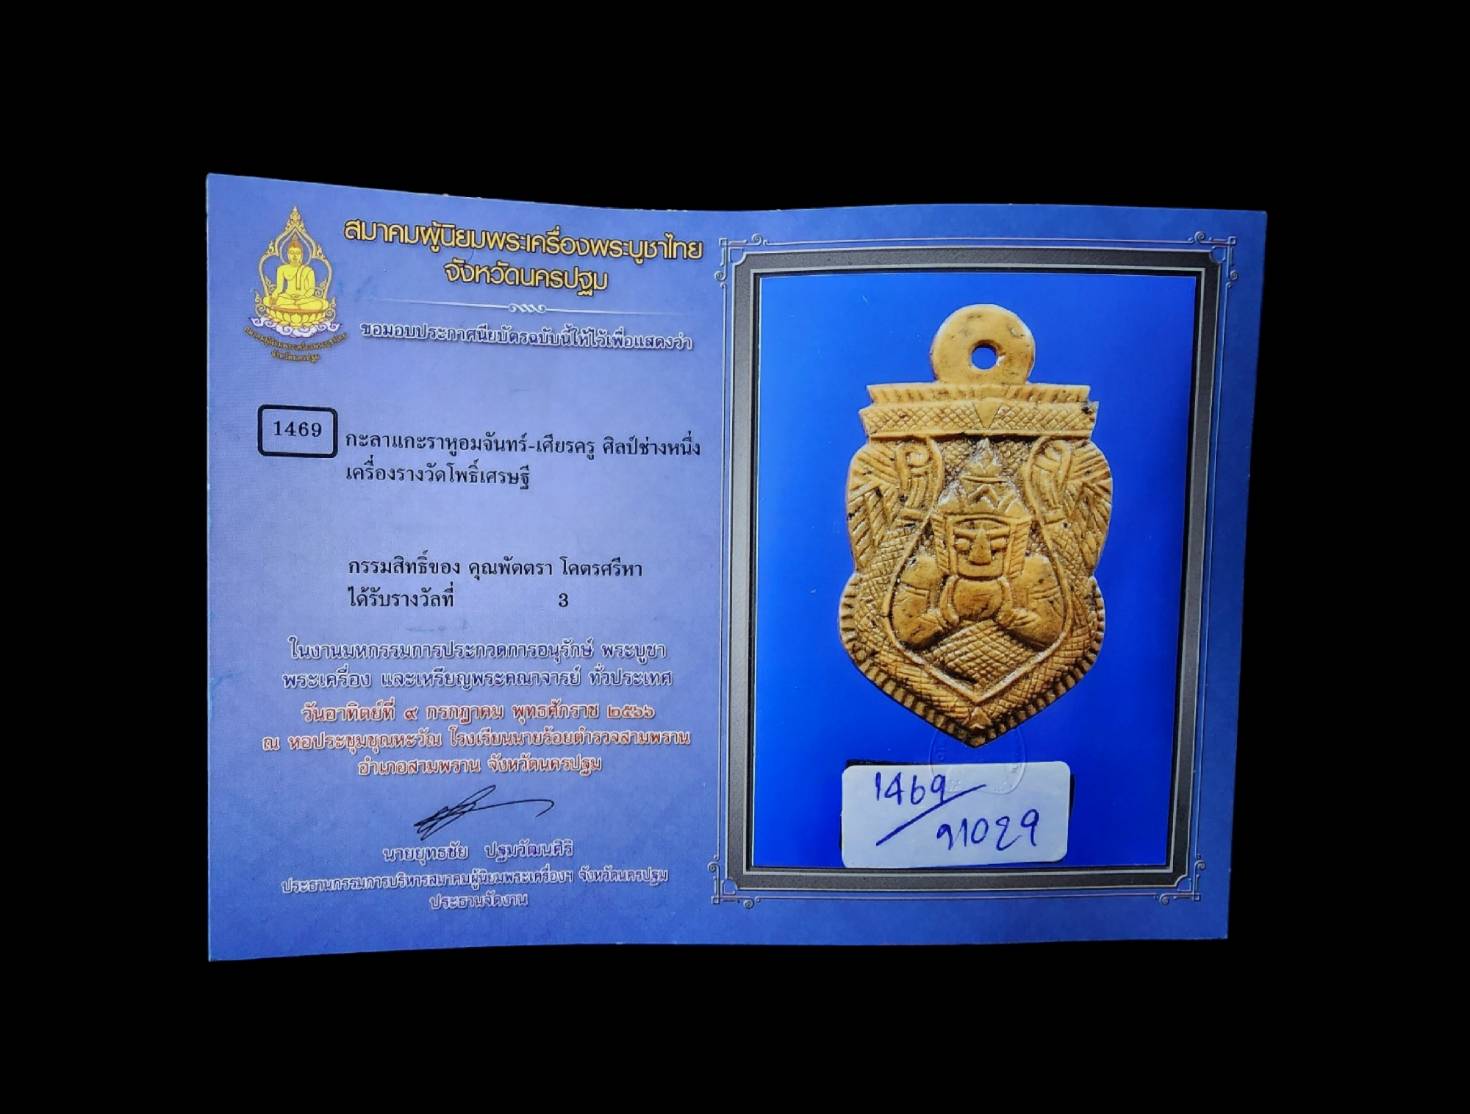 สมาคมผู้นิยมพระเครื่องพระบูชาไทย
จังหวัดนครปฐม
ขอมอบประกาศนียบัตรฉบับนี้ให้ไว้เพื่อแสดงว่า
1469
กะลาแกะราหูอมจันทร์-เศียรครู ศิลป์ช่างหนึ่ง
เครื่องรางวัดโพธิ์เศรษฐี
กรรมสิทธิ์ของ คุณพัตตรา โคตรศรีหา
ได้รับรางวัลที่ 3
ในงานมหกรรมการประกวดการอนุรักษ์ พระบูชา
พระเครื่อง และเหรียญพระคณาจารย์ ทั่วประเทศ
วันอาทิตย์ที่ ๙ กรกฎาคม พุทธศักราช ๒๕๖๖
ณ หอประชุมชุณหะวัณ โรงเรียนนายร้อยตำรวจสามพราน
อำเภอสามพราน จังหวัดนครปฐม
นายยุทธชัย ปฐมวัฒนศิริ
ประธานกรรมการบริหารสมาคมผู้นิยมพระเครื่องฯ จังหวัดนครปฐม
ประธานจัดงาน
1469
91029